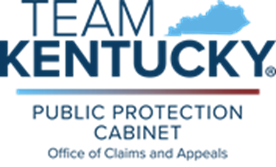 TEAM
KENTUCKY®
PUBLIC PROTECTION
CABINET
Office of Claims and Appeals